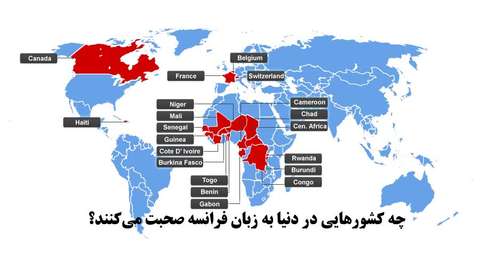 Canada
Belgium
France
Switzerland
Haiti
Niger
Mali
Senegal
Guinea
Cote D' Ivoire
Burkina Fasco
Togo
Benin
Gabon
Cameroon
Chad
Cen. Africa
Rwanda
Burundi
Congo
چه کشورهایی در دنیا به زبان فرانسه صحبت می‌کنند؟